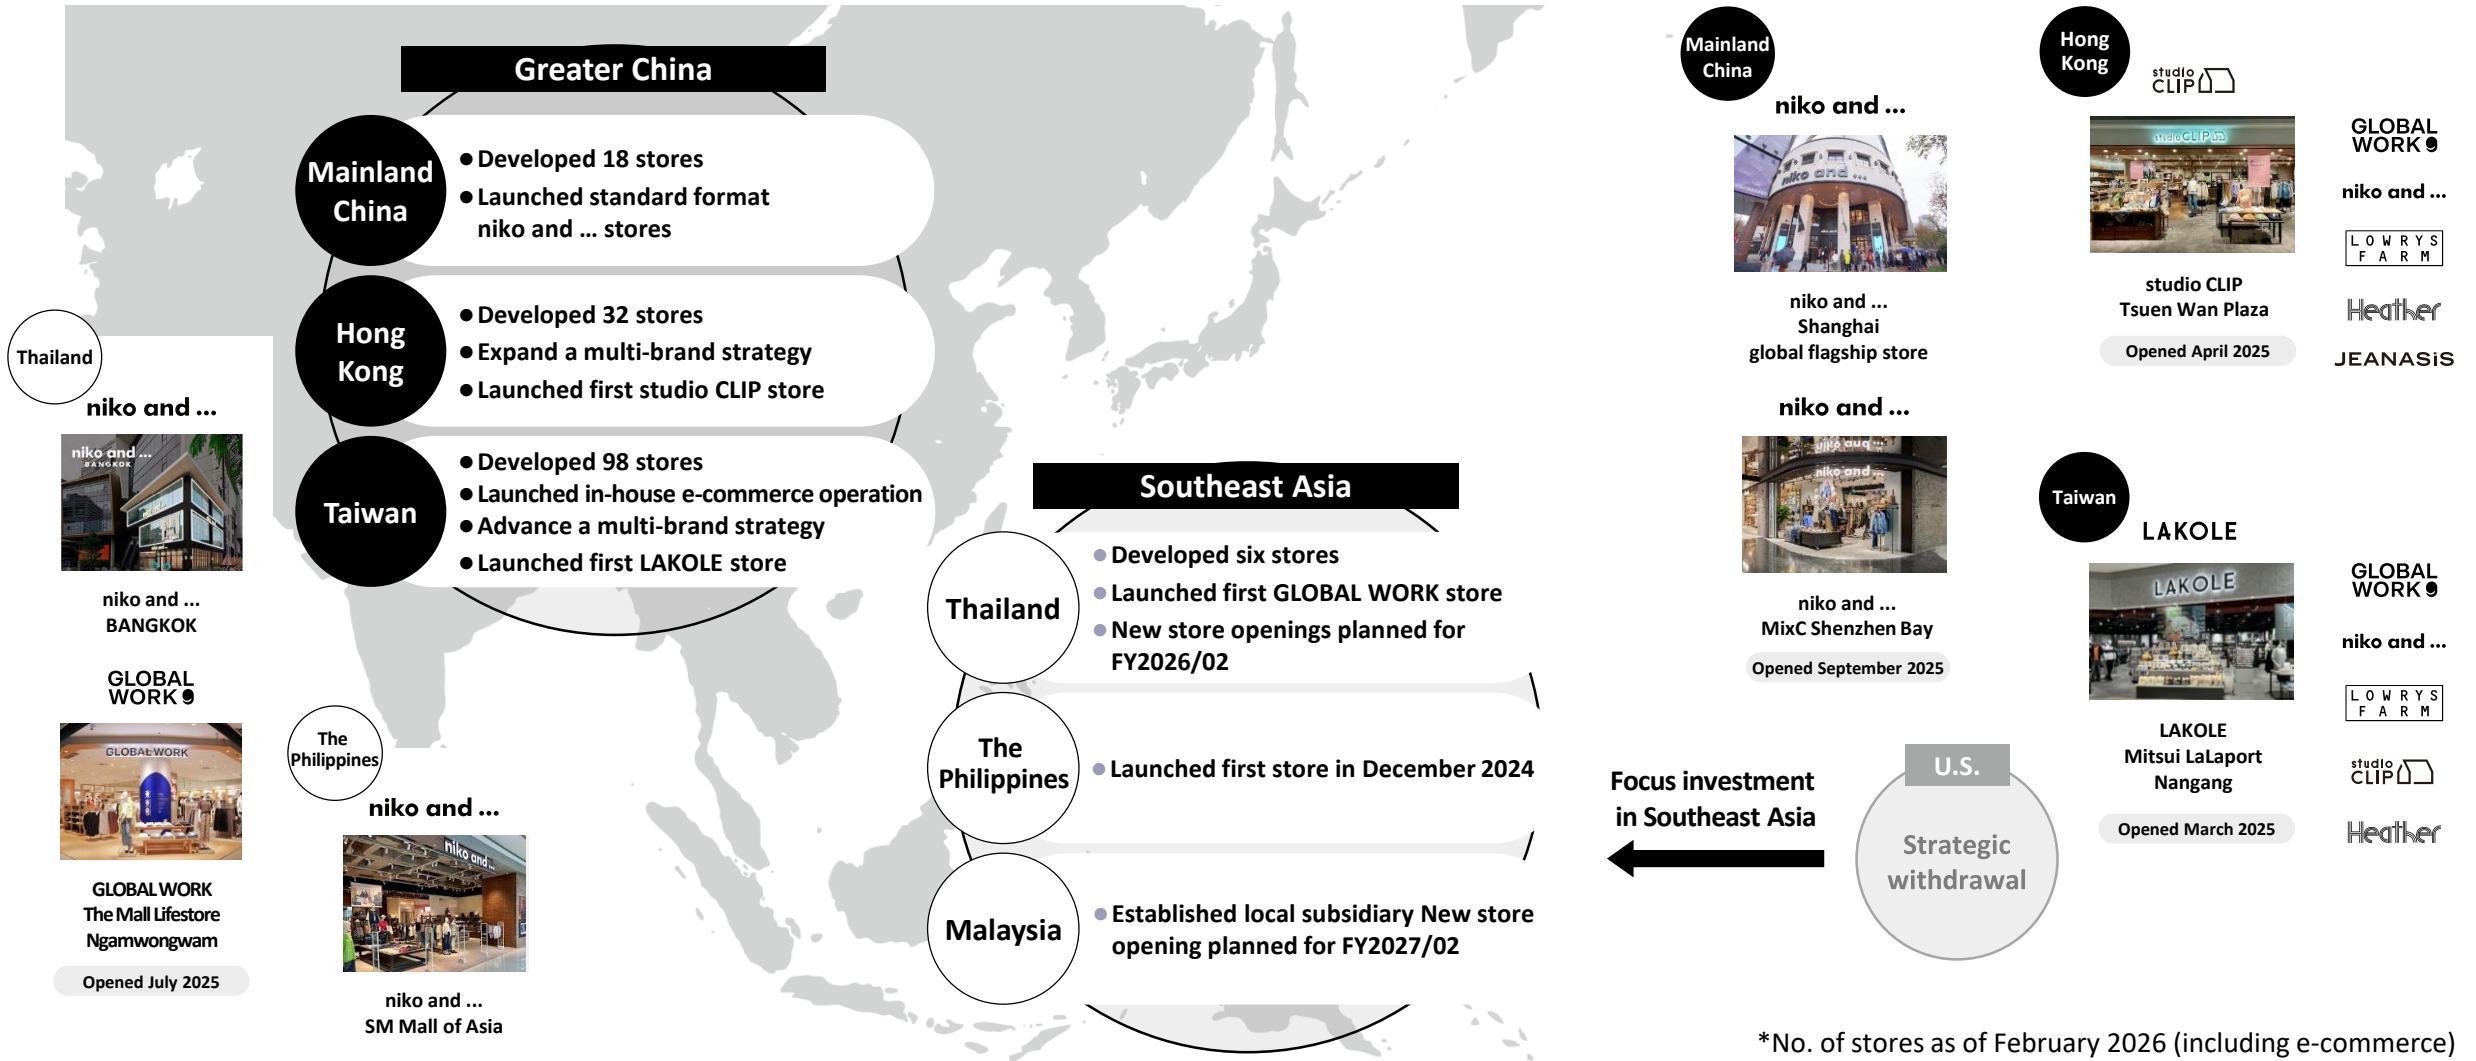 Greater China
Mainland
China
●Developed 18 stores
●Launched standard format
niko and ... stores
Hong
Kong
●Developed 32 stores
●Expand a multi-brand strategy
●Launched first studio CLIP store
Taiwan
●Developed 98 stores
●Launched in-house e-commerce operation
●Advance a multi-brand strategy
●Launched first LAKOLE store
Southeast Asia
Thailand
●Developed six stores
●Launched first GLOBAL WORK store
●New store openings planned for
FY2026/02
The
Philippines
●Launched first store in December 2024
Malaysia
●Established local subsidiary New store
opening planned for FY2027/02
Thailand
niko and ...
niko and ...
BANGKOK
niko and ...
BANGKOK
GLOBAL
WORK
GLOBAL WORK
GLOBAL WORK
The Mall Lifestore
Ngamwongwam
Opened July 2025
The
Philippines
niko and ...
niko and ...
niko and ...
SM Mall of Asia
Mainland
China
niko and ...
niko and ...
niko and ...
Shanghai
global flagship store
niko and ...
niko and ...
niko and ...
MixC Shenzhen Bay
Opened September 2025
Hong
Kong
studio
CLIP
studio CLIP
studio CLIP
Tsuen Wan Plaza
Opened April 2025
GLOBAL
WORK
niko and ...
LOWRYS
FARM
Heather
JEANASiS
Taiwan
LAKOLE
LAKOLE
LAKOLE
Mitsui LaLaport
Nangang
Opened March 2025
GLOBAL
WORK
niko and ...
LOWRYS
FARM
studio
CLIP
Heather
Focus investment
in Southeast Asia
U.S.
Strategic
withdrawal
*No. of stores as of February 2026 (including e-commerce)